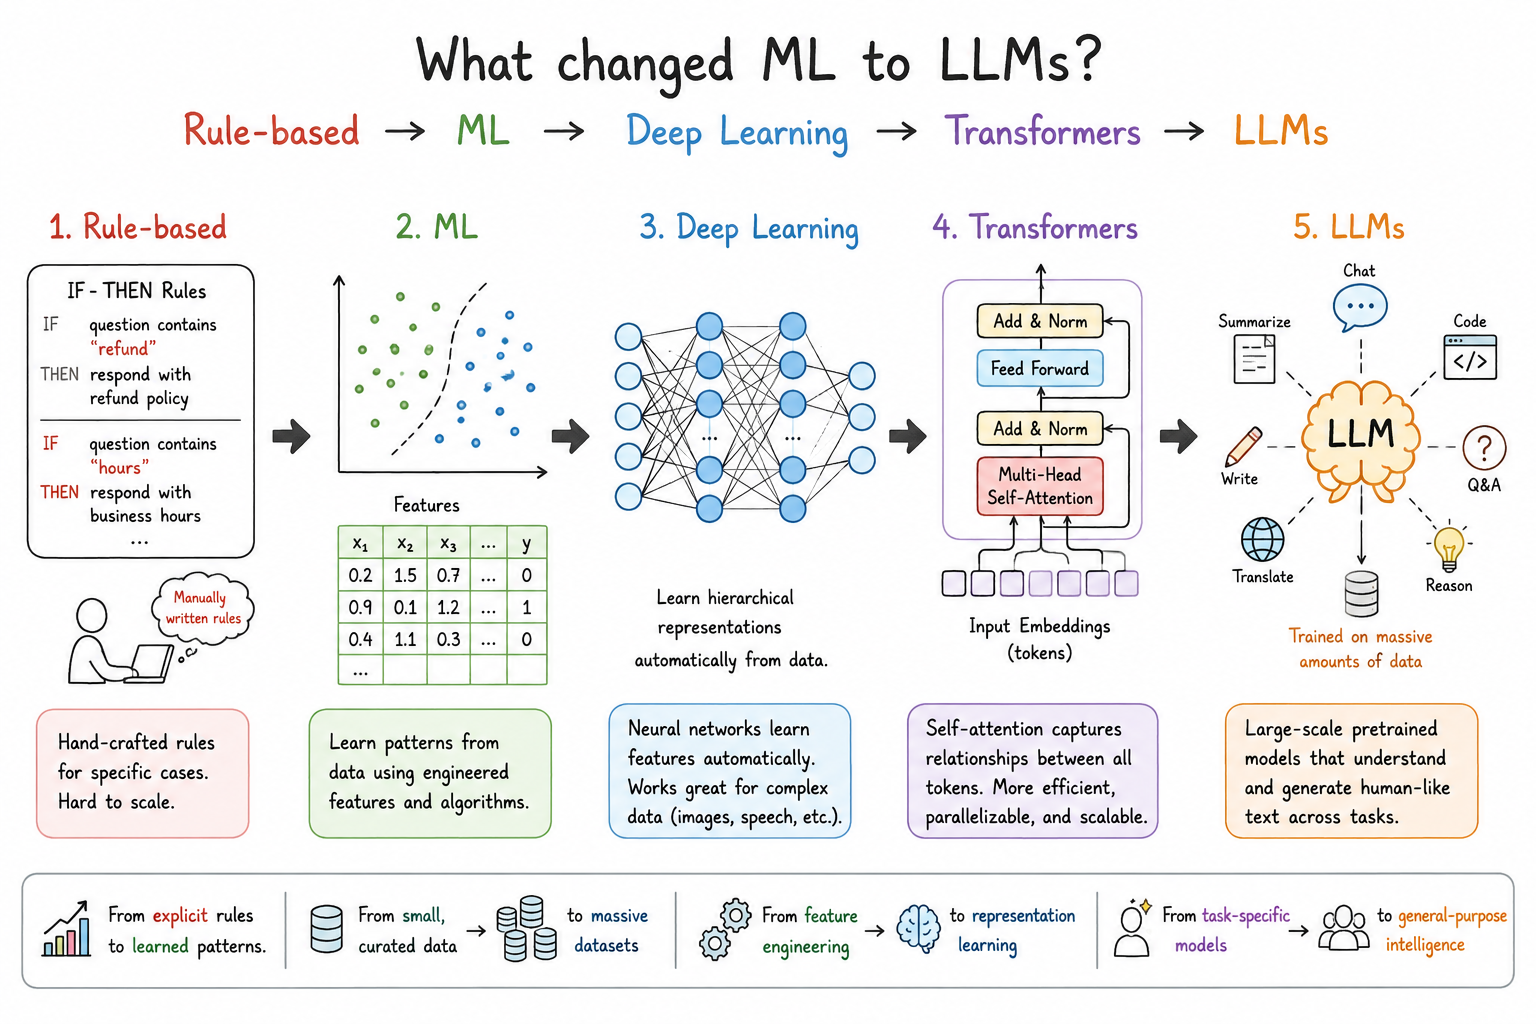 What changed ML to LLMs?
Rule-based → ML → Deep Learning → Transformers → LLMs
1. Rule-based
IF - THEN Rules
IF question contains
"refund"
THEN respond with
refund policy
IF question contains
"hours"
THEN respond with
business hours
...
Manually
written rules
Hand-crafted rules
for specific cases.
Hard to scale.
2. ML
Features
x₁ x₂ x₃ ... y
0.2 1.5 0.7 ... 0
0.9 0.1 1.2 ... 1
0.4 1.1 0.3 ... 0
...
Learn patterns from
data using engineered
features and algorithms.
3. Deep Learning
...
...
Learn hierarchical
representations
automatically from data.
Neural networks learn
features automatically.
Works great for complex
data (images, speech, etc.).
4. Transformers
Add & Norm
Feed Forward
Add & Norm
Multi-Head
Self-Attention
Input Embeddings
(tokens)
Self-attention captures
relationships between all
tokens. More efficient,
parallelizable, and scalable.
5. LLMs
Chat
Summarize
Code
</>
LLM
Write
?
Q&A
Translate
Reason
Trained on massive
amounts of data
Large-scale pretrained
models that understand
and generate human-like
text across tasks.
From explicit rules
to learned patterns.
From small,
curated data
→
to massive
datasets
From feature
engineering
→
to representation
learning
From task-specific
models
→
to general-purpose
intelligence